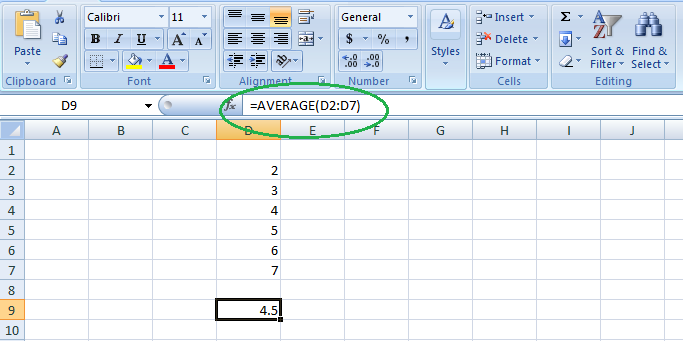 Calibri 11 General Insert Σ
Paste B I U A A $ % , Delete Styles Sort & Find &
Format Filter Select
Clipboard Font Alignment Number Cells Editing
D9 fx =AVERAGE(D2:D7)
A B C D E F G H I J
1
2 2
3 3
4 4
5 5
6 6
7 7
8
9 4.5
10